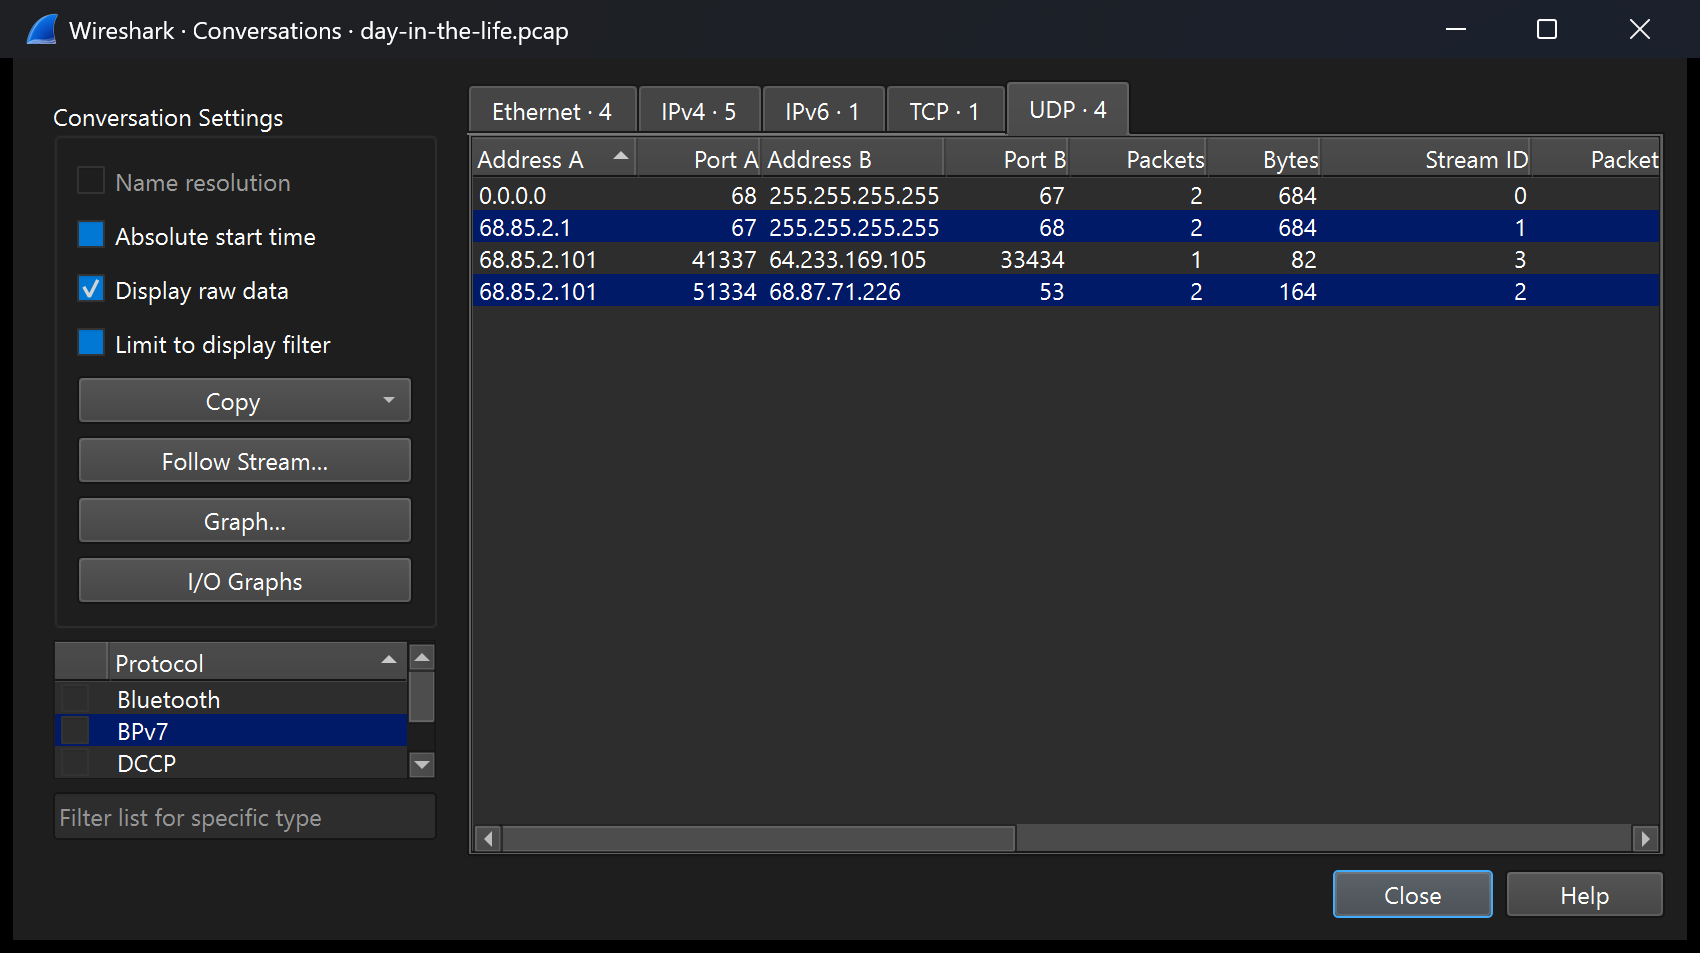 Wireshark · Conversations · day-in-the-life.pcap
Conversation Settings
Name resolution
Absolute start time
Display raw data
Limit to display filter
Copy
Follow Stream...
Graph...
I/O Graphs
Protocol
Bluetooth
BPv7
DCCP
Filter list for specific type
Ethernet · 4 IPv4 · 5 IPv6 · 1 TCP · 1 UDP · 4
Address A Port A Address B Port B Packets Bytes Stream ID Packet
0.0.0.0 68 255.255.255.255 67 2 684 0
68.85.2.1 67 255.255.255.255 68 2 684 1
68.85.2.101 41337 64.233.169.105 33434 1 82 3
68.85.2.101 51334 68.87.71.226 53 2 164 2
Close Help